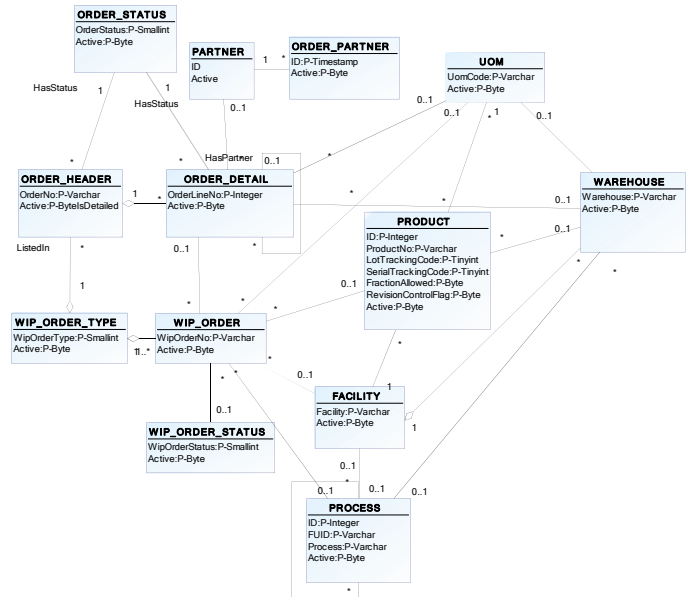 ORDER_STATUS
OrderStatus:P-Smallint
Active:P-Byte
PARTNER
ID
Active
ORDER_PARTNER
ID:P-Timestamp
Active:P-Byte
1
*
UOM
UomCode:P-Varchar
Active:P-Byte
HasStatus
1
HasStatus
1
0..1
0..1
0..1
*
1
0..1
*
*
HasPartner
*
0..1
*
ORDER_HEADER
OrderNo:P-Varchar
Active:P-ByteIsDetailed
1
*
ORDER_DETAIL
OrderLineNo:P-Integer
Active:P-Byte
WAREHOUSE
Warehouse:P-Varchar
Active:P-Byte
*
*
0..1
*
0..1
ListedIn
*
0..1
*
PRODUCT
ID:P-Integer
ProductNo:P-Varchar
LotTrackingCode:P-Tinyint
SerialTrackingCode:P-Tinyint
FractionAllowed:P-Byte
RevisionControlFlag:P-Byte
Active:P-Byte
*
*
*
1
0..1
*
*
*
WIP_ORDER_TYPE
WipOrderType:P-Smallint
Active:P-Byte
1
1..*
WIP_ORDER
WipOrderNo:P-Varchar
Active:P-Byte
*
*
*
*
0..1
1
FACILITY
Facility:P-Varchar
Active:P-Byte
1
0..1
WIP_ORDER_STATUS
WipOrderStatus:P-Smallint
Active:P-Byte
0..1
*
0..1
0..1
0..1
PROCESS
ID:P-Integer
FUID:P-Varchar
Process:P-Varchar
Active:P-Byte
*